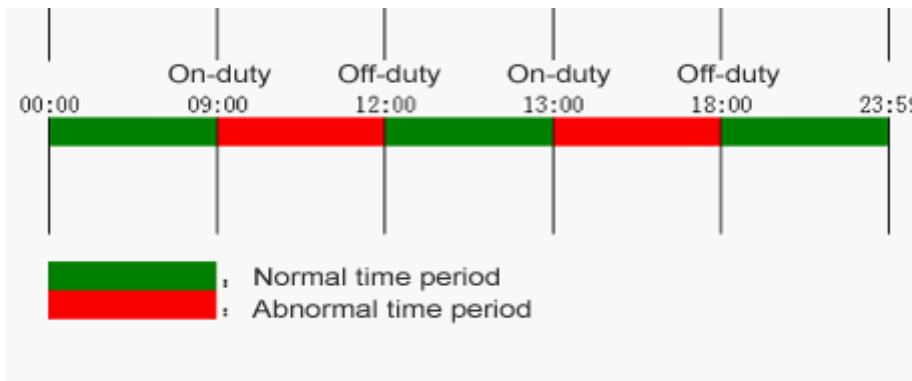 On-duty Off-duty On-duty Off-duty
00:00 09:00 12:00 13:00 18:00 23:59
: Normal time period
: Abnormal time period